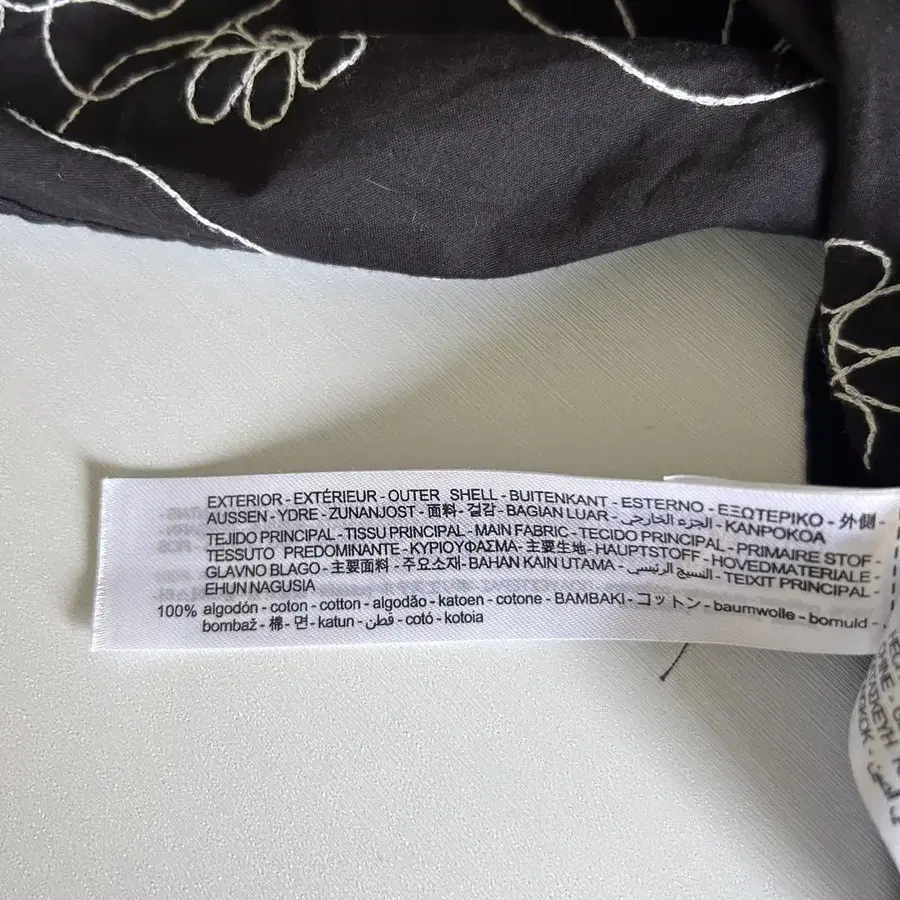 EXTERIOR - EXTÉRIEUR - OUTER SHELL - BUITENKANT - ESTERNO - ΕΞΩΤΕΡΙΚΟ - 外側 -
AUSSEN - YDRE - ZUNANJOST - 面料 - 겉감 - BAGIAN LUAR - الجزء الخارجي - KANPOKOA
TEJIDO PRINCIPAL - TISSU PRINCIPAL - MAIN FABRIC - TECIDO PRINCIPAL - PRIMAIRE STOF -
TESSUTO PREDOMINANTE - ΚΥΡΙΟΥΦΑΣΜΑ - 主要生地 - HAUPTSTOFF - HOVEDMATERIALE -
GLAVNO BLAGO - 主要面料 - 주요소재 - BAHAN KAIN UTAMA - النسيج الرئيسي - TEIXIT PRINCIPAL -
EHUN NAGUSIA
100% algodón - coton - cotton - algodão - katoen - cotone - ΒΑΜΒΑΚΙ - コットン - baumwolle - bomuld -
bombaž - 棉 - 면 - katun - قطن - cotó - kotoia